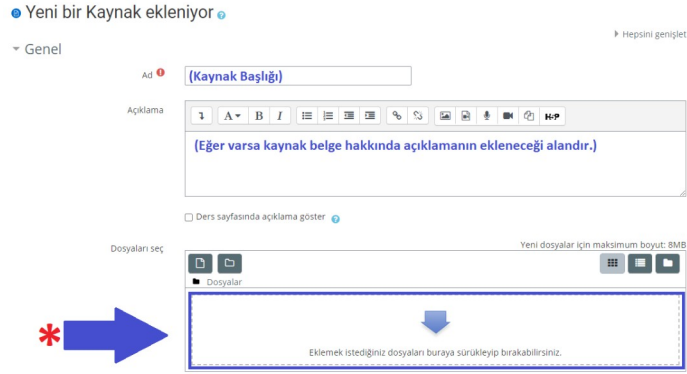 Yeni bir Kaynak ekleniyor
Hepsini genişlet
Genel
Ad
(Kaynak Başlığı)
Açıklama
A B I H-P
(Eğer varsa kaynak belge hakkında açıklamanın ekleneceği alandır.)
Ders sayfasında açıklama göster
Dosyaları seç
Yeni dosyalar için maksimum boyut: 8MB
Dosyalar
*
Eklemek istediğiniz dosyaları buraya sürükleyip bırakabilirsiniz.